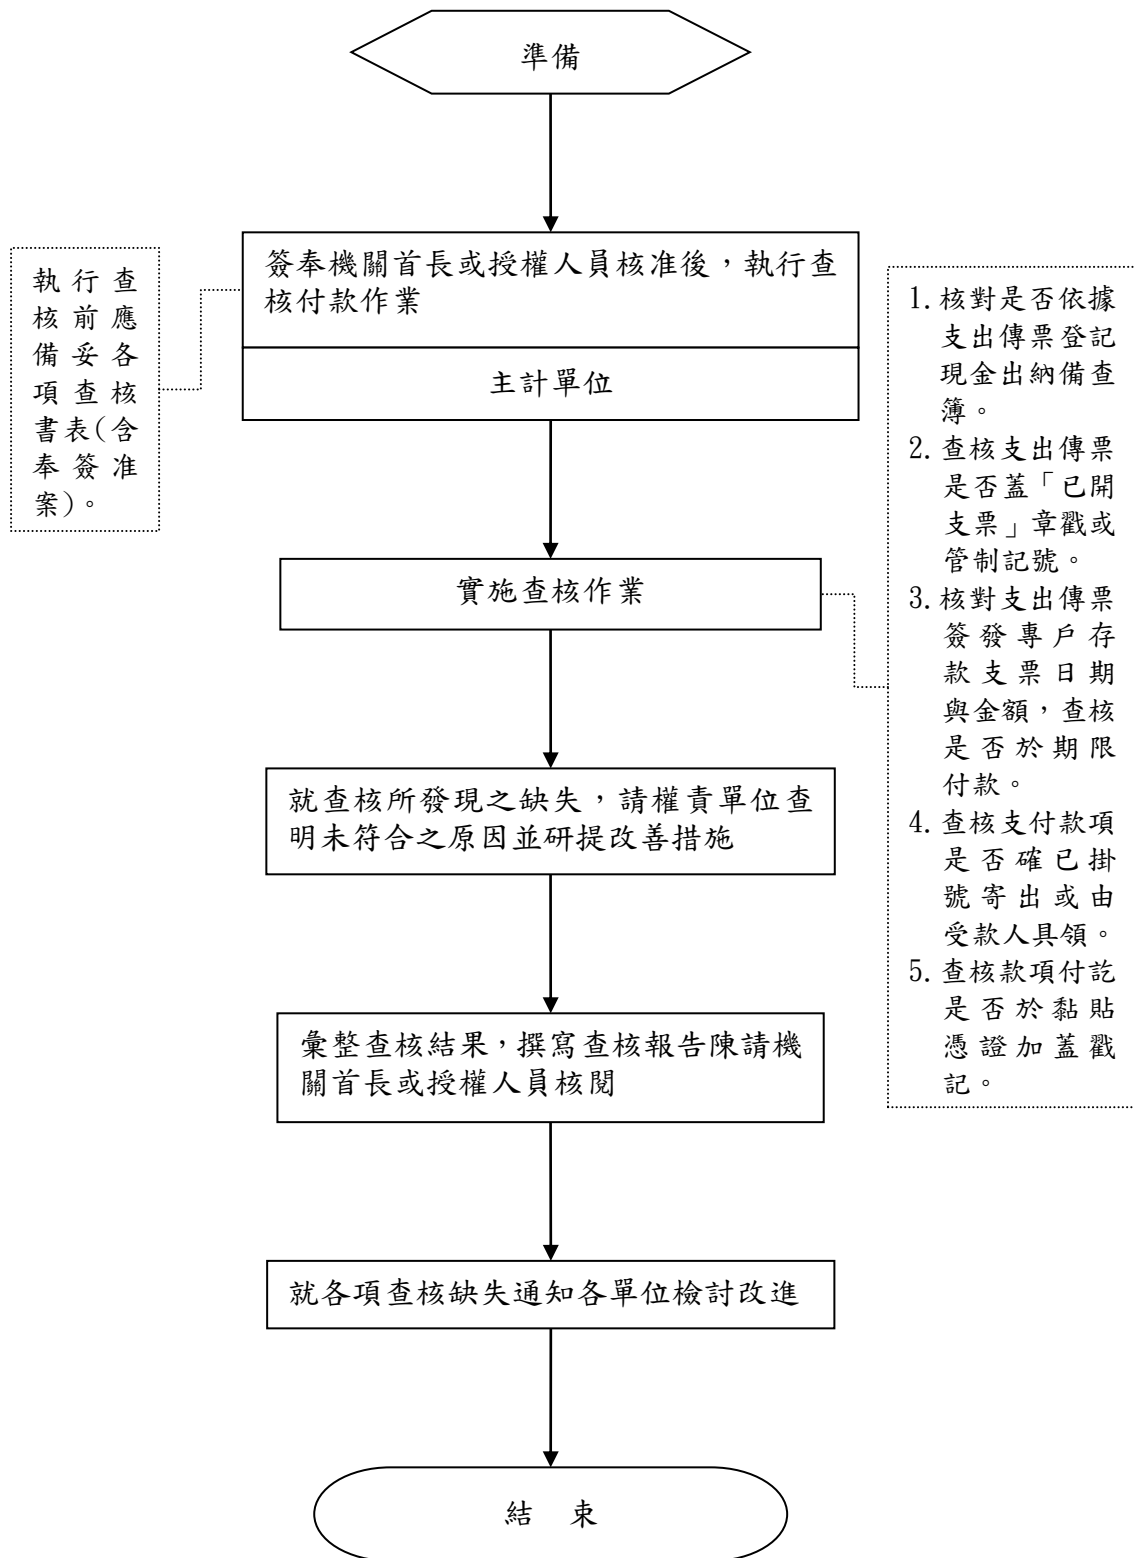 準備
簽奉機關首長或授權人員核准後，執行查
核付款作業
主計單位
執行查
核前應
備妥各
項查核
書表(含
奉簽准
案)。
實施查核作業
1.核對是否依據
支出傳票登記
現金出納備查
簿。
2.查核支出傳票
是否蓋「已開
支票」章戳或
管制記號。
3.核對支出傳票
簽發專戶存
款支票日期
與金額，查核
是否於期限
付款。
4.查核支付款項
是否確已掛
號寄出或由
受款人具領。
5.查核款項付訖
是否於黏貼
憑證加蓋戳
記。
就查核所發現之缺失，請權責單位查
明未符合之原因並研提改善措施
彙整查核結果，撰寫查核報告陳請機
關首長或授權人員核閱
就各項查核缺失通知各單位檢討改進
結　束